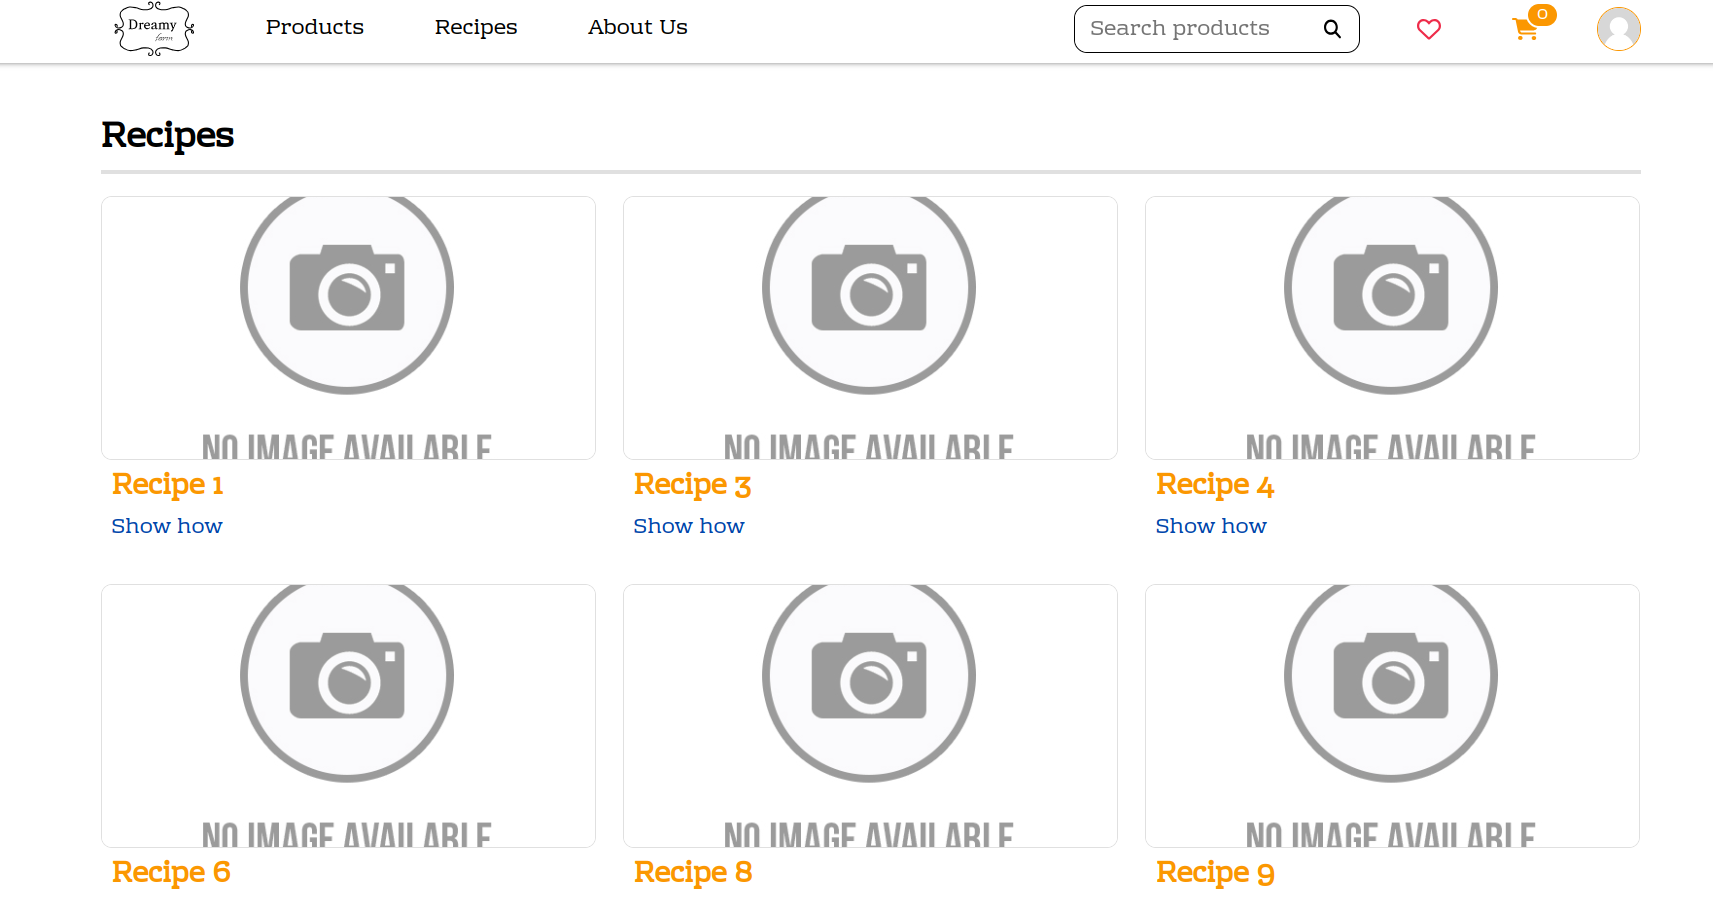 Dreamy
farm
Products
Recipes
About Us
Search products
0
Recipes
NO IMAGE AVAILABLE
NO IMAGE AVAILABLE
NO IMAGE AVAILABLE
Recipe 1
Recipe 3
Recipe 4
Show how
Show how
Show how
NO IMAGE AVAILABLE
NO IMAGE AVAILABLE
NO IMAGE AVAILABLE
Recipe 6
Recipe 8
Recipe 9